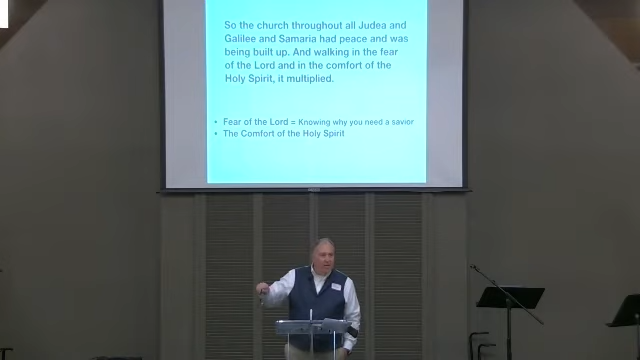 So the church throughout all Judea and
Galilee and Samaria had peace and was
being built up. And walking in the fear
of the Lord and in the comfort of the
Holy Spirit, it multiplied.
• Fear of the Lord = Knowing why you need a savior
• The Comfort of the Holy Spirit